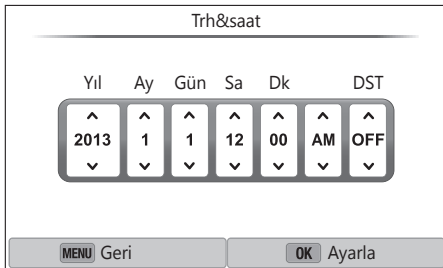 Trh&saat
Yıl Ay Gün Sa Dk DST
2013 1 1 12 00 AM OFF
MENU Geri OK Ayarla